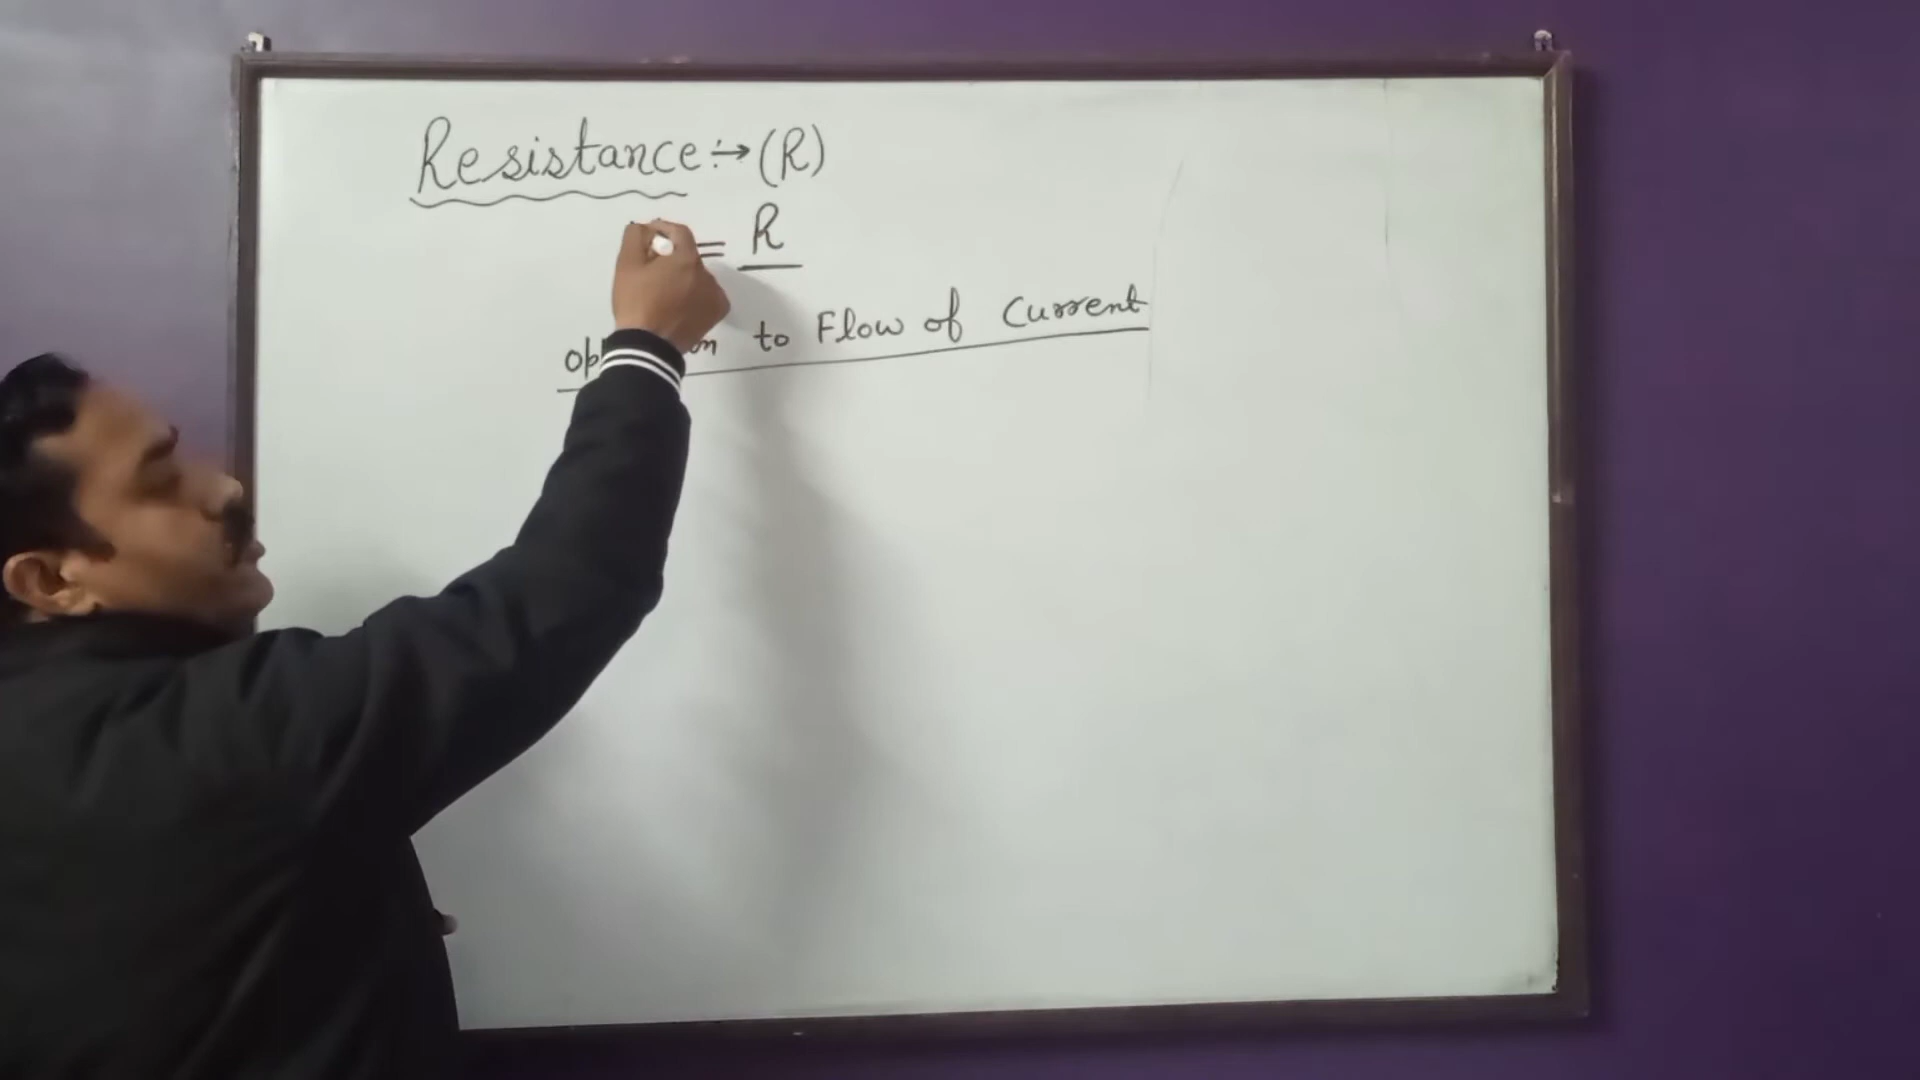 Resistance :→ (R)
= R
to Flow of Current